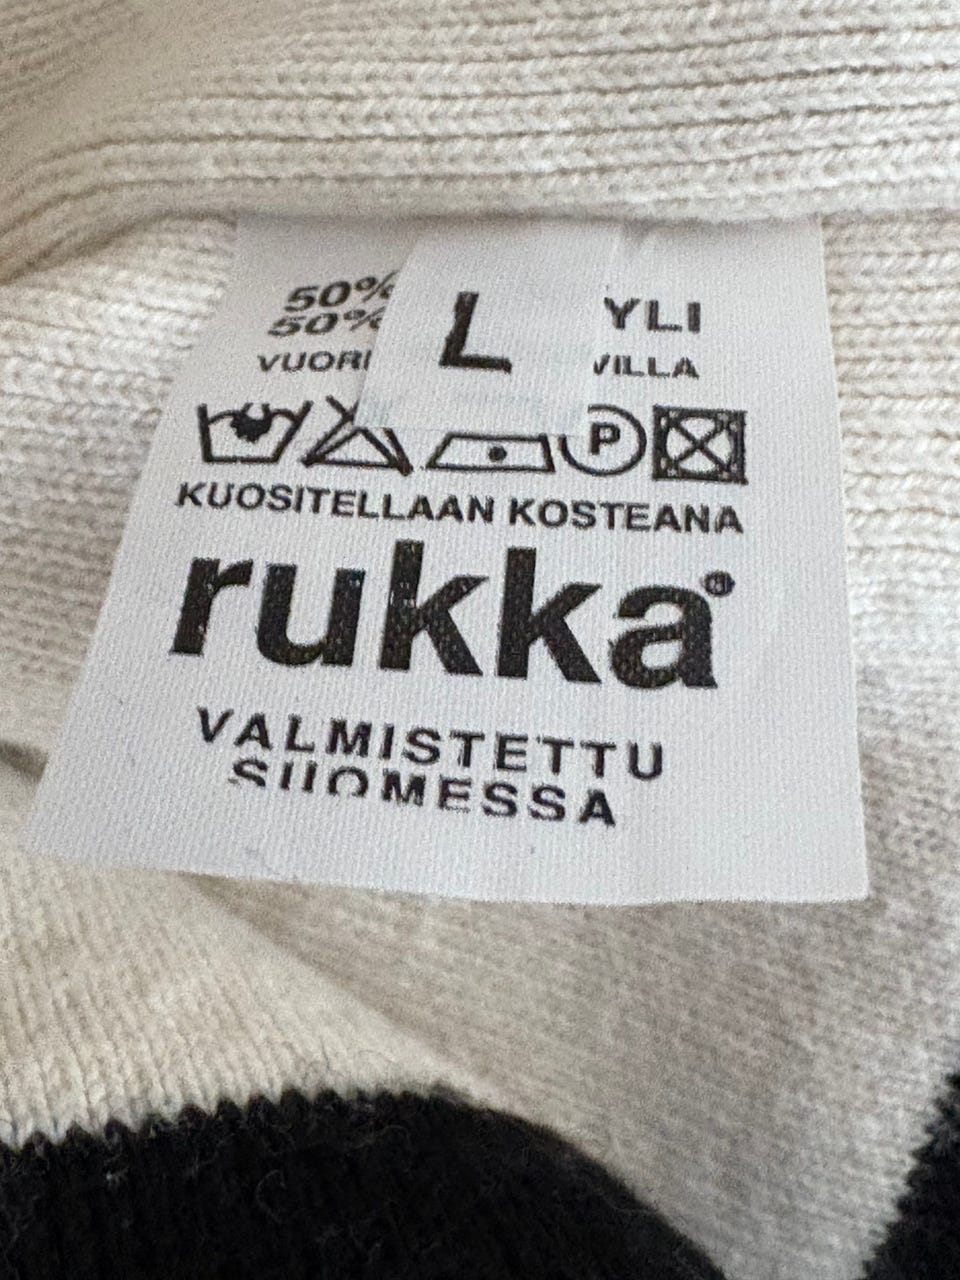 50%
50%
L
YLI
VUORI
VILLA
P
KUOSITELLAAN KOSTEANA
rukka®
VALMISTETTU
SUOMESSA